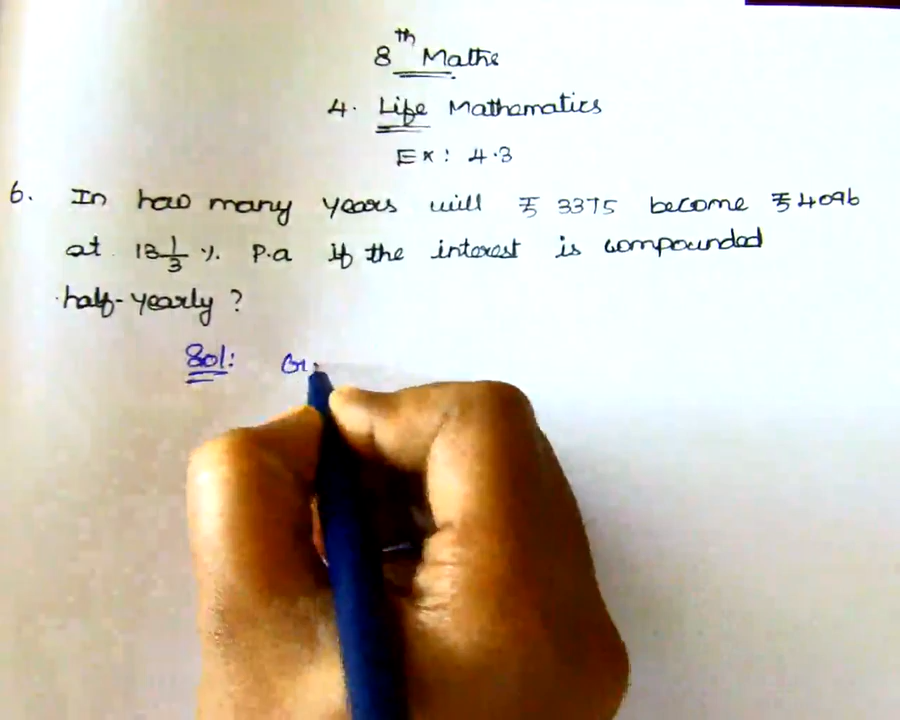 8th Maths
4. Life Mathematics
Ex: 4.3
6. In how many years will ₹ 3375 become ₹ 4096
at 13 1/3 %. P.a if the interest is compounded
half-yearly ?
Sol: Gi